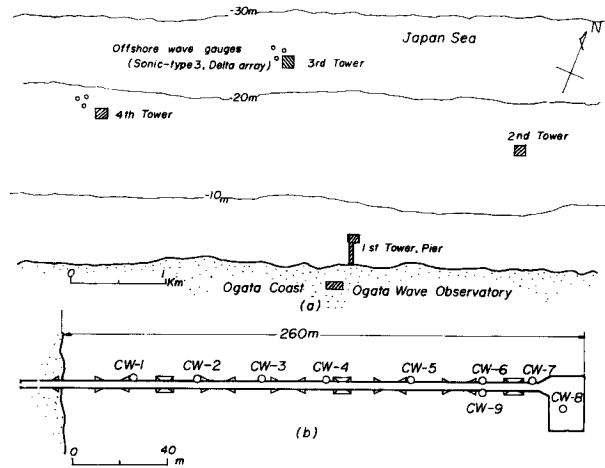 -30m
Offshore wave gauges
(Sonic-type 3, Delta array)
3rd Tower
Japan Sea
N
-20m
4th Tower
2nd Tower
-10m
1st Tower, Pier
0 1 Km
Ogata Coast
Ogata Wave Observatory
(a)
260m
CW-1
CW-2
CW-3
CW-4
CW-5
CW-6
CW-7
CW-8
CW-9
(b)
0 40
m